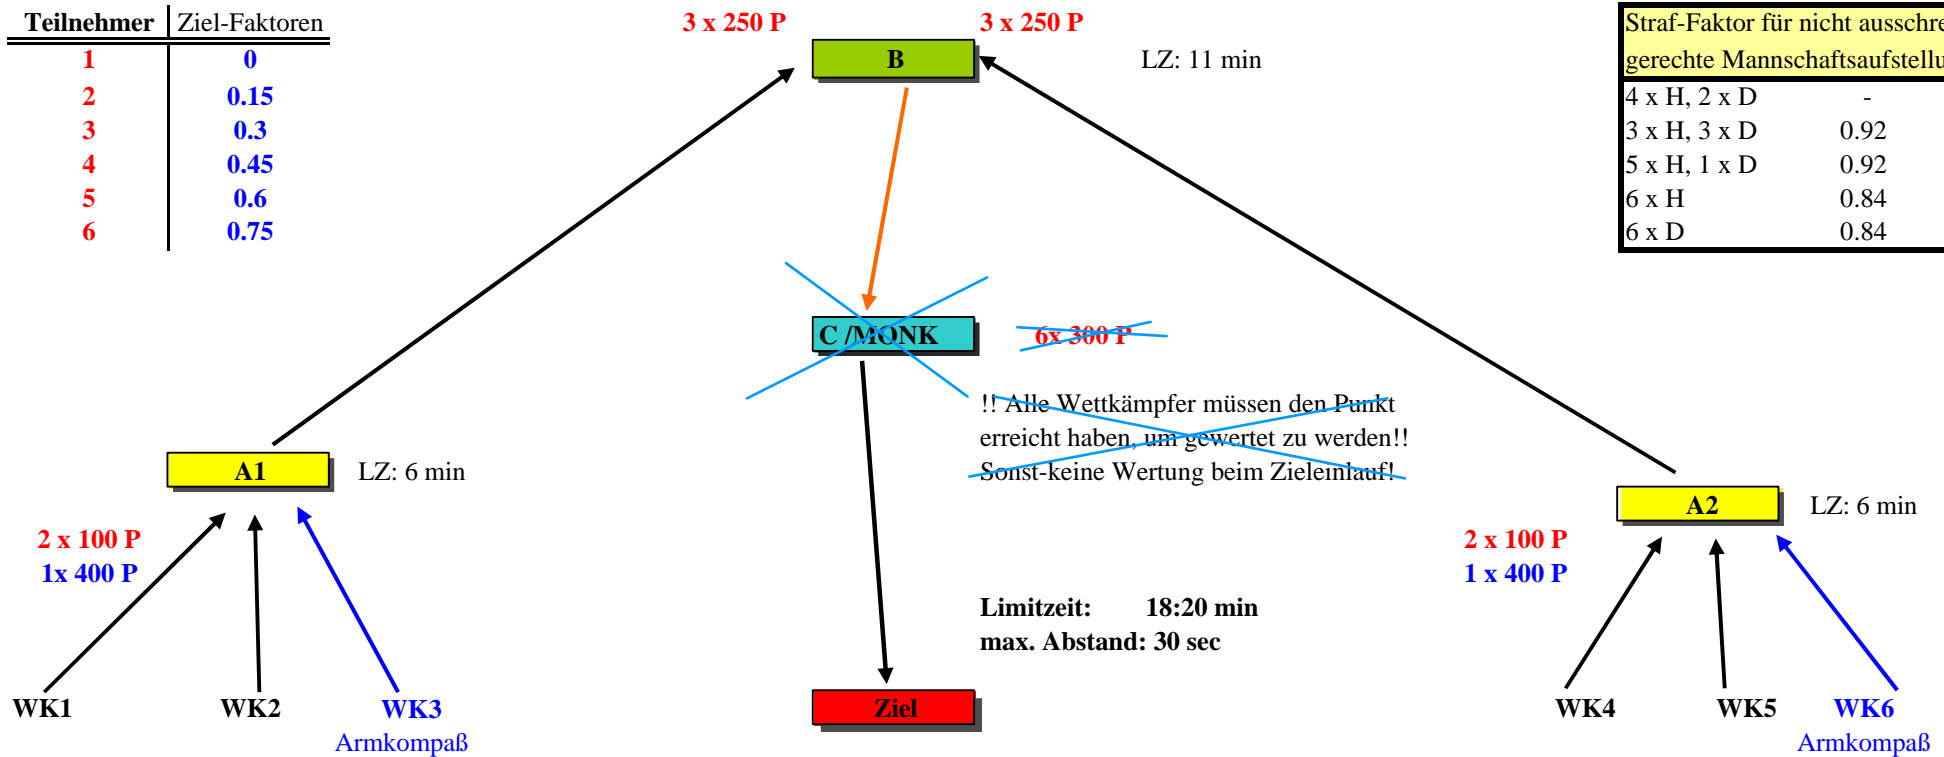 Teilnehmer Ziel-Faktoren
1 0
2 0.15
3 0.3
4 0.45
5 0.6
6 0.75
3 x 250 P 3 x 250 P
B LZ: 11 min
Straf-Faktor für nicht ausschre
gerechte Mannschaftsaufstellu
4 x H, 2 x D -
3 x H, 3 x D 0.92
5 x H, 1 x D 0.92
6 x H 0.84
6 x D 0.84
C /MONK 6x 300 P
!! Alle Wettkämpfer müssen den Punkt
erreicht haben, um gewertet zu werden!!
Sonst-keine Wertung beim Zieleinlauf!
A1 LZ: 6 min
2 x 100 P
1x 400 P
A2 LZ: 6 min
2 x 100 P
1 x 400 P
Limitzeit: 18:20 min
max. Abstand: 30 sec
WK1 WK2 WK3
Armkompaß
Ziel
WK4 WK5 WK6
Armkompaß